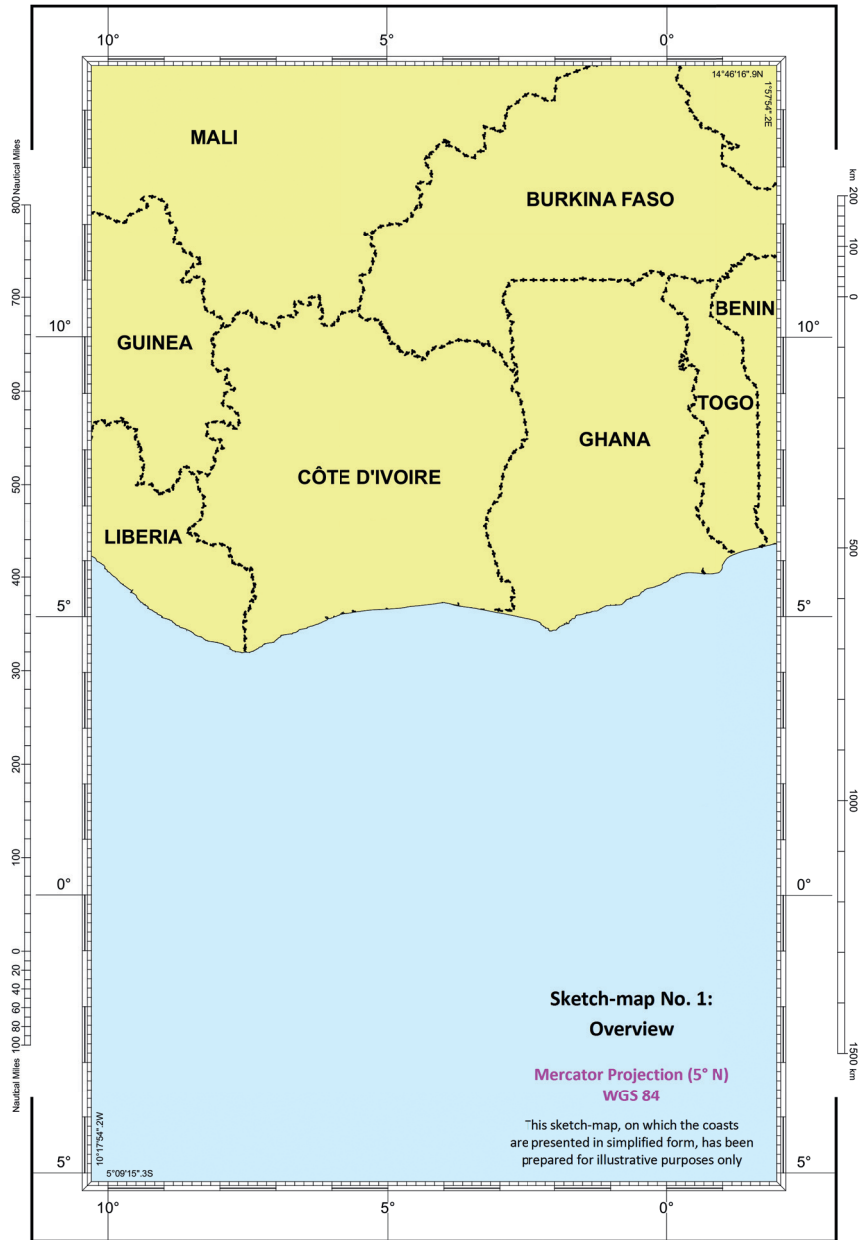 10°
5°
0°
14°46'16".9N
1°57'54".2E
MALI
BURKINA FASO
BENIN
GUINEA
TOGO
GHANA
CÔTE D'IVOIRE
LIBERIA
10°
10°
5°
5°
0°
0°
5°
5°
Nautical Miles
800
700
600
500
400
300
200
100
0
20
40
60
80
100
Nautical Miles
km
200
100
0
500
1000
1500 km
Sketch-map No. 1:
Overview
Mercator Projection (5° N)
WGS 84
This sketch-map, on which the coasts
are presented in simplified form, has been
prepared for illustrative purposes only
10°17'54".2W
5°09'15".3S
10°
5°
0°